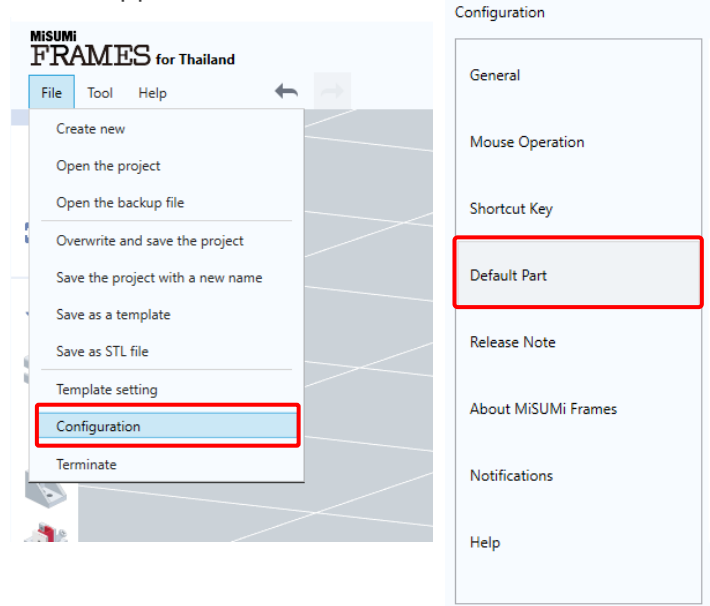 MiSUMi
FRAMES for Thailand
File Tool Help
Create new
Open the project
Open the backup file
Overwrite and save the project
Save the project with a new name
Save as a template
Save as STL file
Template setting
Configuration
Terminate
Configuration
General
Mouse Operation
Shortcut Key
Default Part
Release Note
About MiSUMi Frames
Notifications
Help